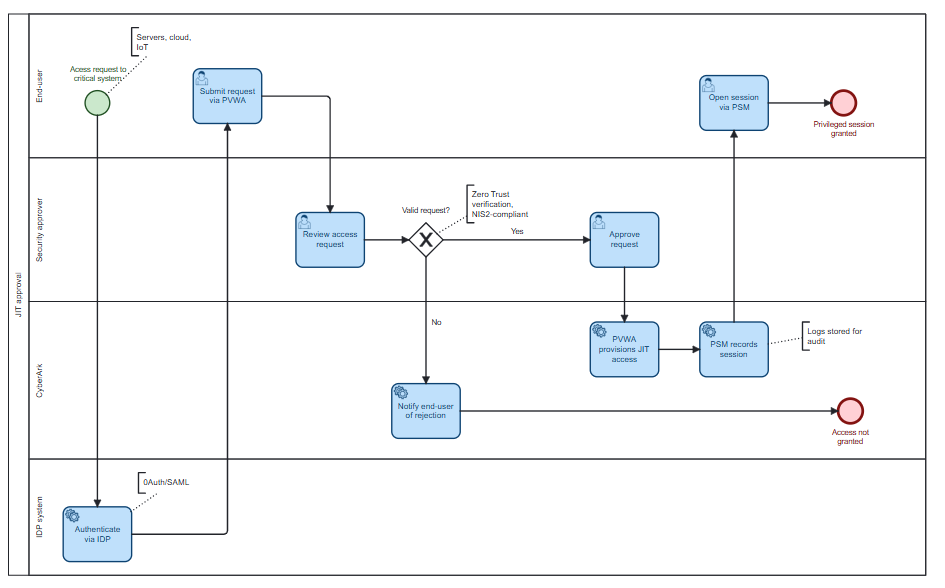 JIT approval
End-user
Servers, cloud,
IoT
Acess request to
critical system
Submit request
via PVWA
Open session
via PSM
Privileged session
granted
Security approver
Review access
request
Valid request?
Zero Trust
verification,
NIS2-compliant
Yes
Approve
request
No
CyberArk
PVWA
provisions JIT
access
PSM records
session
Logs stored for
audit
Notify end-user
of rejection
Access not
granted
IDP system
0Auth/SAML
Authenticate
via IDP